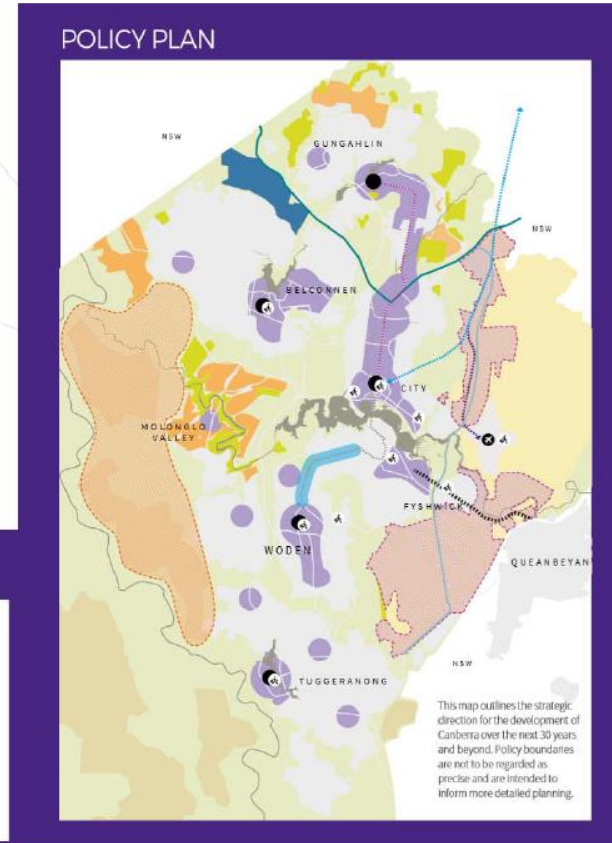 POLICY PLAN
NSW
GUNGAHLIN
NSW
BELCONNEN
CITY
MOLONGLO
VALLEY
FYSHWICK
WODEN
QUEANBEYAN
NSW
TUGGERANONG
This map outlines the strategic
direction for the development of
Canberra over the next 30 years
and beyond. Policy boundaries
are not to be regarded as
precise and are intended to
inform more detailed planning.